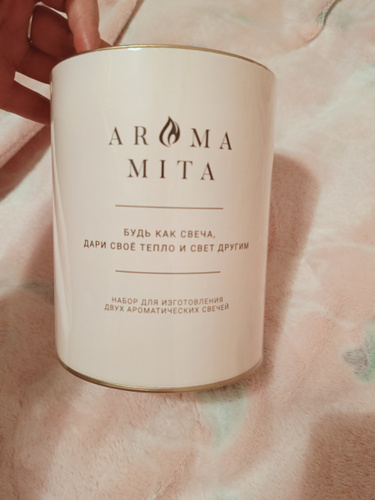 AROMA
MITA
БУДЬ КАК СВЕЧА,
ДАРИ СВОЁ ТЕПЛО И СВЕТ ДРУГИМ
НАБОР ДЛЯ ИЗГОТОВЛЕНИЯ
ДВУХ АРОМАТИЧЕСКИХ СВЕЧЕЙ